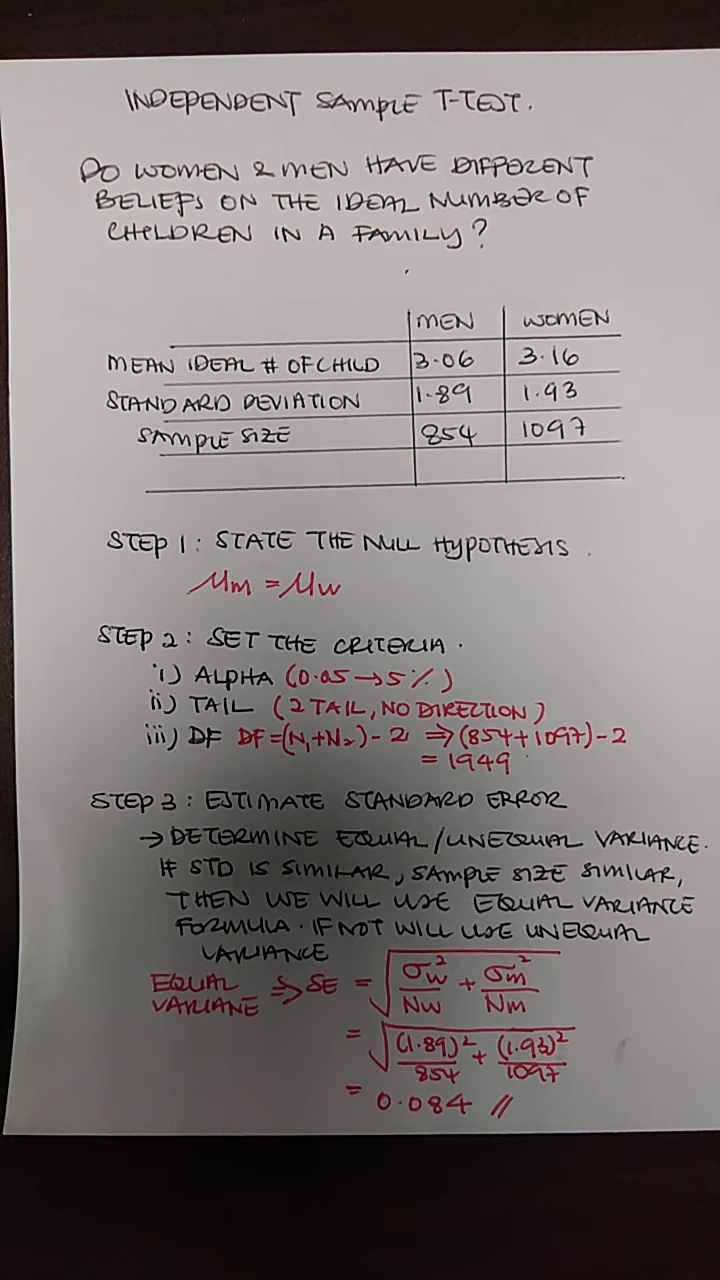 INDEPENDENT SAMPLE T-TEST.
DO WOMEN & MEN HAVE DIFFERENT
BELIEFS ON THE IDEAL NUMBER OF
CHILDREN IN A FAMILY?
MEN WOMEN
MEAN IDEAL # OF CHILD 3.06 3.16
STANDARD DEVIATION 1.89 1.93
SAMPLE SIZE 854 1097
STEP 1: STATE THE NULL HYPOTHESIS.
μm = μw
STEP 2: SET THE CRITERIA.
i) ALPHA (0.05 → 5%)
ii) TAIL (2 TAIL, NO DIRECTION)
iii) DF DF = (N₁+N₂) - 2 ⇒ (854+1097) - 2
= 1949
STEP 3: ESTIMATE STANDARD ERROR
→ DETERMINE EQUAL/UNEQUAL VARIANCE.
IF STD IS SIMILAR, SAMPLE SIZE SIMILAR,
THEN WE WILL USE EQUAL VARIANCE
FORMULA. IF NOT WILL USE UNEQUAL
VARIANCE
EQUAL VARIANE ⇒ SE = √(σw²/Nw + σm²/Nm)
= √((1.89)²/854 + (1.93)²/1097)
= 0.084 //